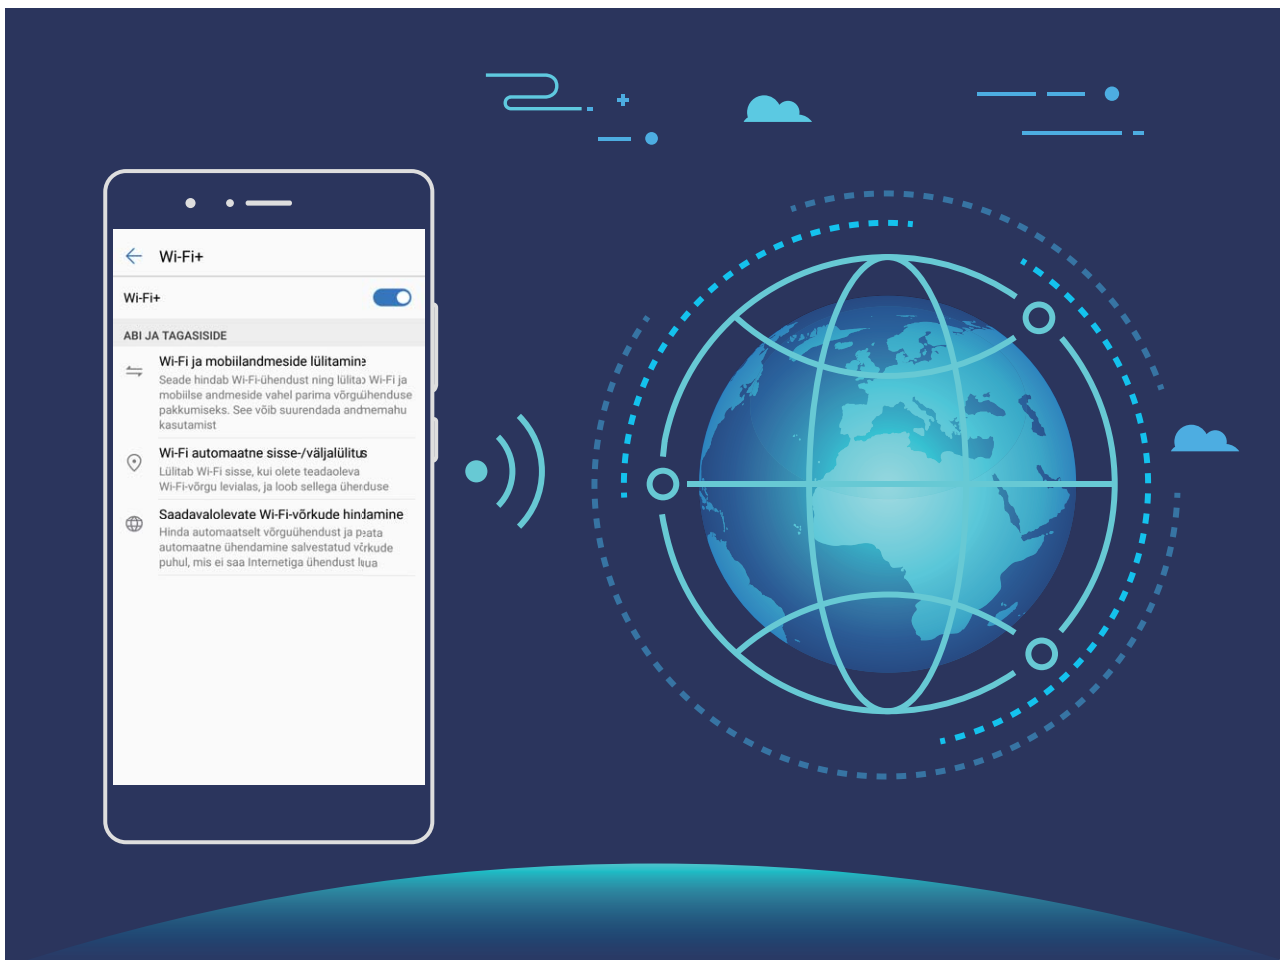 Wi-Fi+
Wi-Fi+
ABI JA TAGASISIDE
Wi-Fi ja mobiilandmeside lülitamine
Seade hindab Wi-Fi-ühendust ning lülitab Wi-Fi ja
mobiilse andmeside vahel parima võrguühenduse
pakkumiseks. See võib suurendada andmemahu
kasutamist
Wi-Fi automaatne sisse-/väljalülitus
Lülitab Wi-Fi sisse, kui olete teadaoleva
Wi-Fi-võrgu levialas, ja loob sellega ühenduse
Saadavalolevate Wi-Fi-võrkude hindamine
Hinda automaatselt võrguühendust ja peata
automaatne ühendamine salvestatud võrkude
puhul, mis ei saa Internetiga ühendust luua